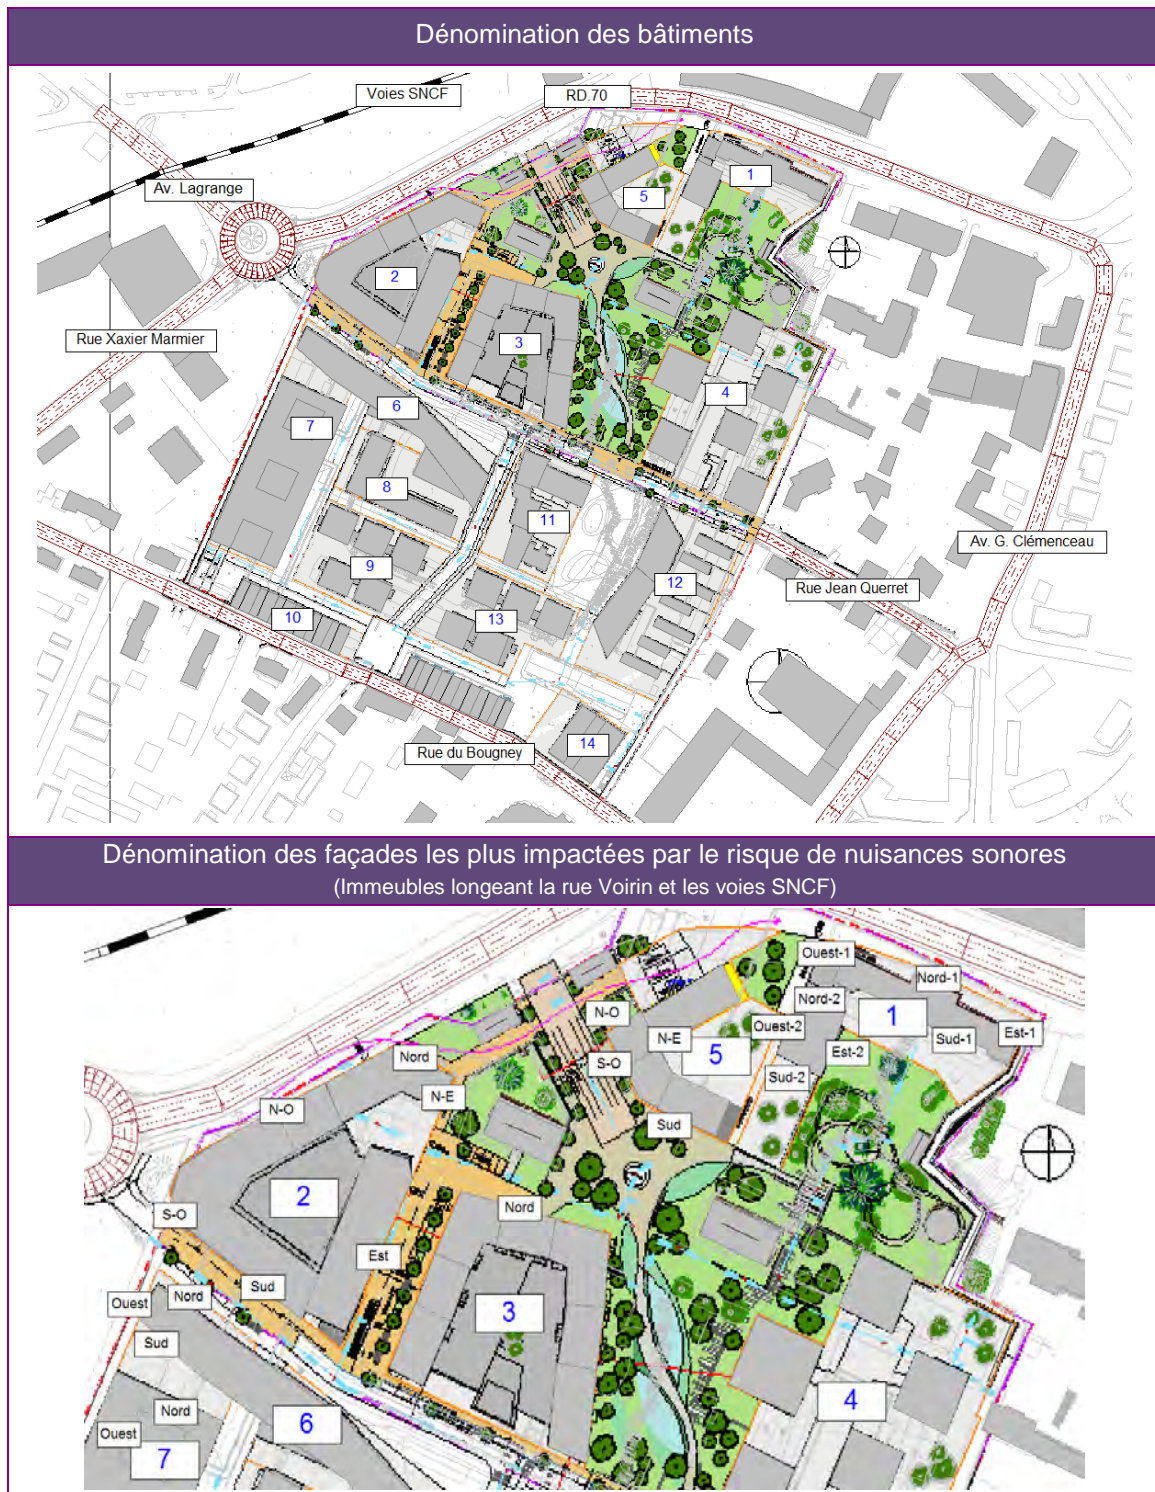 Dénomination des bâtiments
Voies SNCF
RD.70
Av. Lagrange
1
5
2
Rue Xaxier Marmier
3
4
6
7
8
11
Av. G. Clémenceau
9
12
Rue Jean Querret
10
13
14
Rue du Bougney
Dénomination des façades les plus impactées par le risque de nuisances sonores
(Immeubles longeant la rue Voirin et les voies SNCF)
Ouest-1
Nord-1
Nord-2
N-O
1
Ouest-2
Est-1
N-E
Sud-1
5
Est-2
Nord
S-O
Sud-2
N-E
N-O
Sud
2
Nord
S-O
Est
Sud
Nord
Ouest
3
Sud
4
Nord
6
Ouest
7